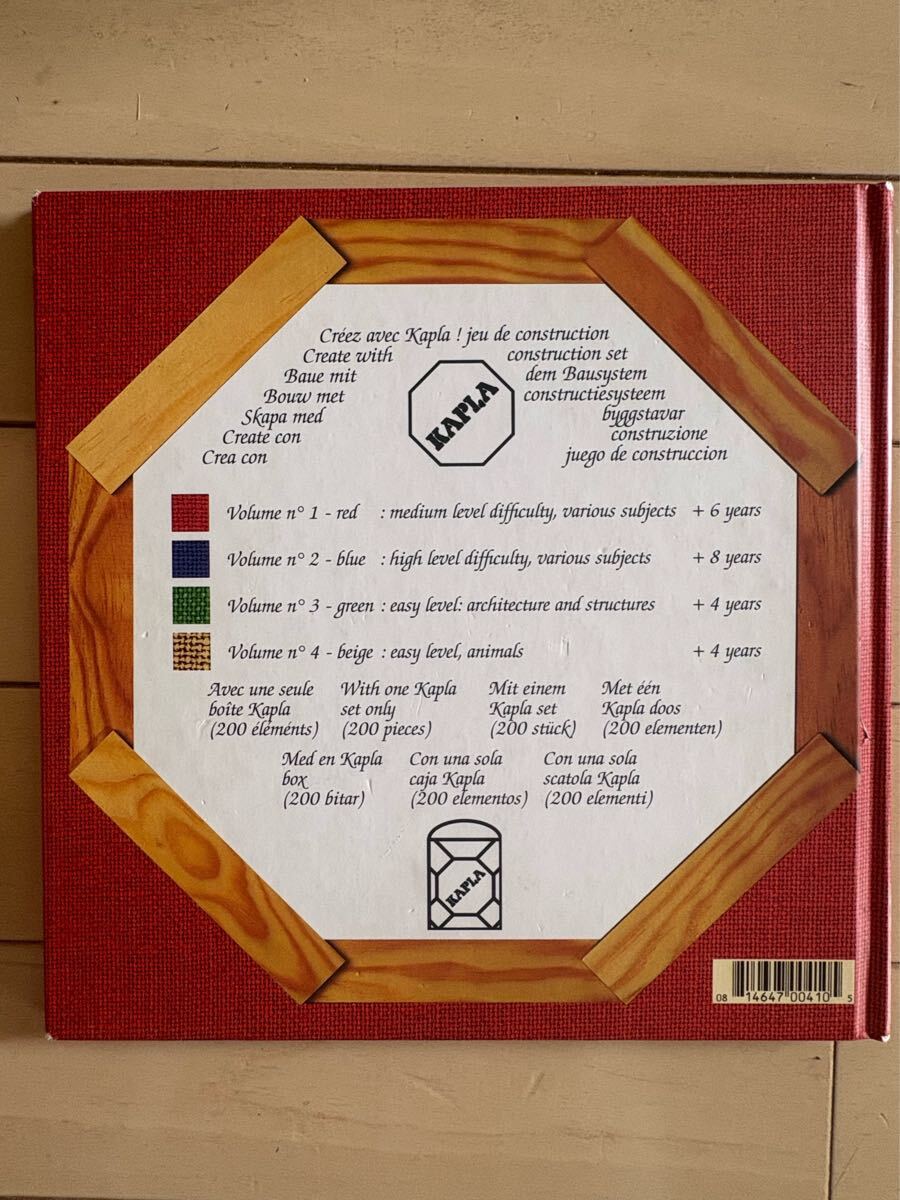 Créez avec Kapla ! jeu de construction
Create with construction set
Baue mit dem Bausystem
Bouw met constructiesysteem
Skapa med byggstavar
Create con construzione
Crea con juego de construccion
KAPLA
Volume n° 1 - red : medium level difficulty, various subjects + 6 years
Volume n° 2 - blue : high level difficulty, various subjects + 8 years
Volume n° 3 - green : easy level: architecture and structures + 4 years
Volume n° 4 - beige : easy level, animals + 4 years
Avec une seule
boîte Kapla
(200 éléménts)
With one Kapla
set only
(200 pieces)
Mit einem
Kapla set
(200 stück)
Met één
Kapla doos
(200 elementen)
Med en Kapla
box
(200 bitar)
Con una sola
caja Kapla
(200 elementos)
Con una sola
scatola Kapla
(200 elementi)
KAPLA
08 14647 00410 5